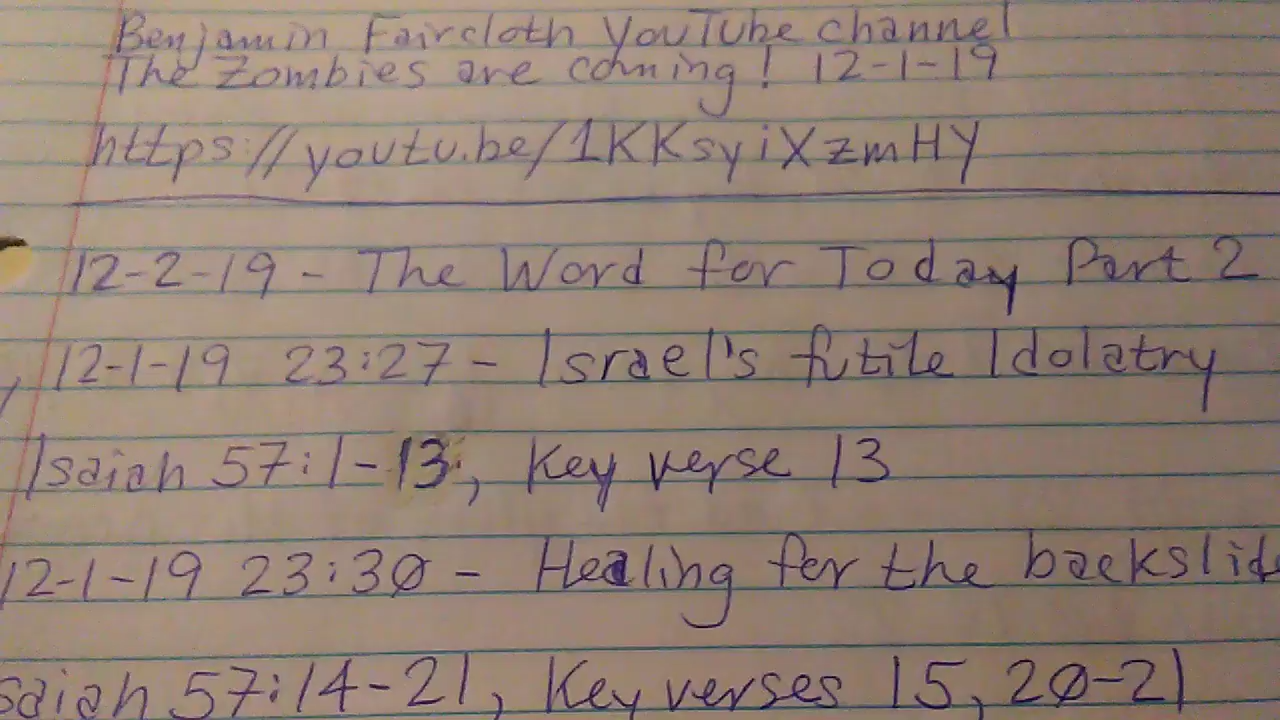 Benjamin Faircloth YouTube channel
The Zombies are coming! 12-1-19
https://youtu.be/1KKsyiXzmHY
12-2-19 - The Word for Today Part 2
, 12-1-19 23:27 - Israel's futile Idolatry
Isaiah 57:1-13, Key verse 13
12-1-19 23:30 - Healing for the backslide
saiah 57:14-21, Key verses 15, 20-21